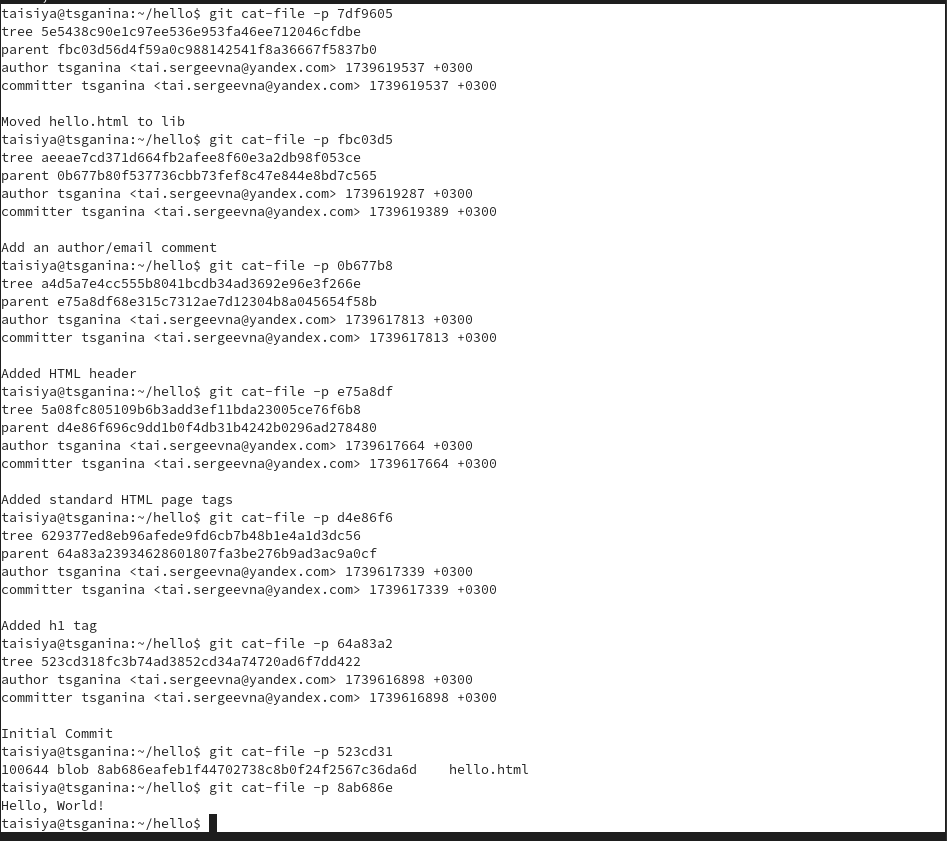 taisiya@tsganina:~/hello$ git cat-file -p 7df9605
tree 5e5438c90e1c97ee536e953fa46ee712046cfdbe
parent fbc03d56d4f59a0c988142541f8a36667f5837b0
author tsganina <tai.sergeevna@yandex.com> 1739619537 +0300
committer tsganina <tai.sergeevna@yandex.com> 1739619537 +0300

Moved hello.html to lib
taisiya@tsganina:~/hello$ git cat-file -p fbc03d5
tree aeeae7cd371d664fb2afee8f60e3a2db98f053ce
parent 0b677b80f537736cbb73fef8c47e844e8bd7c565
author tsganina <tai.sergeevna@yandex.com> 1739619287 +0300
committer tsganina <tai.sergeevna@yandex.com> 1739619389 +0300

Add an author/email comment
taisiya@tsganina:~/hello$ git cat-file -p 0b677b8
tree a4d5a7e4cc555b8041bcdb34ad3692e96e3f266e
parent e75a8df68e315c7312ae7d12304b8a045654f58b
author tsganina <tai.sergeevna@yandex.com> 1739617813 +0300
committer tsganina <tai.sergeevna@yandex.com> 1739617813 +0300

Added HTML header
taisiya@tsganina:~/hello$ git cat-file -p e75a8df
tree 5a08fc805109b6b3add3ef11bda23005ce76f6b8
parent d4e86f696c9dd1b0f4db31b4242b0296ad278480
author tsganina <tai.sergeevna@yandex.com> 1739617664 +0300
committer tsganina <tai.sergeevna@yandex.com> 1739617664 +0300

Added standard HTML page tags
taisiya@tsganina:~/hello$ git cat-file -p d4e86f6
tree 629377ed8eb96afede9fd6cb7b48b1e4a1d3dc56
parent 64a83a23934628601807fa3be276b9ad3ac9a0cf
author tsganina <tai.sergeevna@yandex.com> 1739617339 +0300
committer tsganina <tai.sergeevna@yandex.com> 1739617339 +0300

Added h1 tag
taisiya@tsganina:~/hello$ git cat-file -p 64a83a2
tree 523cd318fc3b74ad3852cd34a74720ad6f7dd422
author tsganina <tai.sergeevna@yandex.com> 1739616898 +0300
committer tsganina <tai.sergeevna@yandex.com> 1739616898 +0300

Initial Commit
taisiya@tsganina:~/hello$ git cat-file -p 523cd31
100644 blob 8ab686eafeb1f44702738c8b0f24f2567c36da6d    hello.html
taisiya@tsganina:~/hello$ git cat-file -p 8ab686e
Hello, World!
taisiya@tsganina:~/hello$